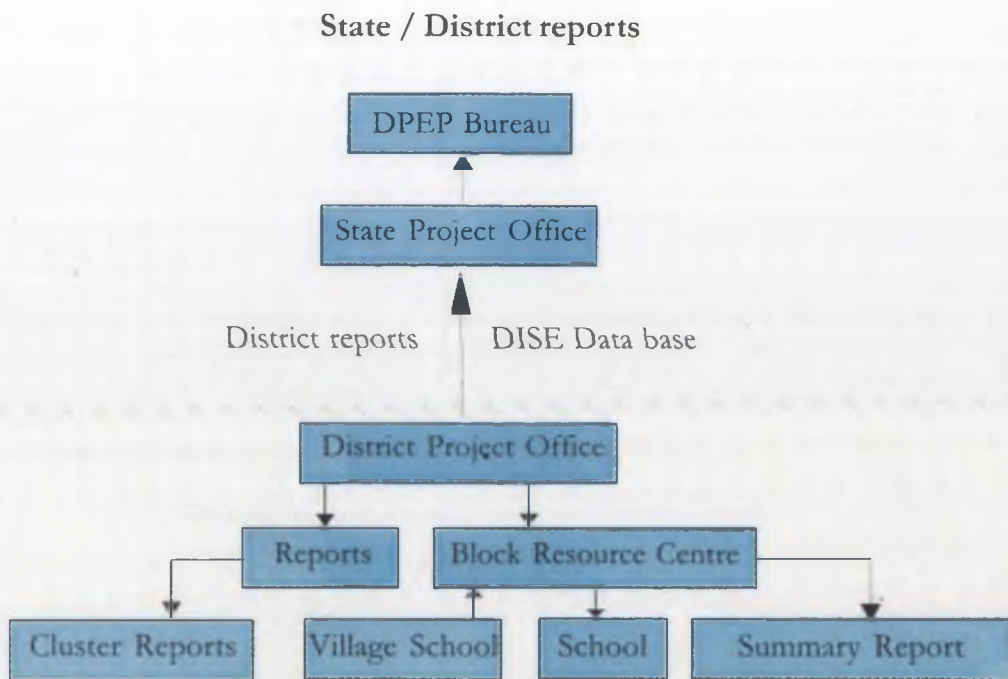 State / District reports
DPEP Bureau
State Project Office
District reports DISE Data base
District Project Office
Reports Block Resource Centre
Cluster Reports Village School School Summary Report